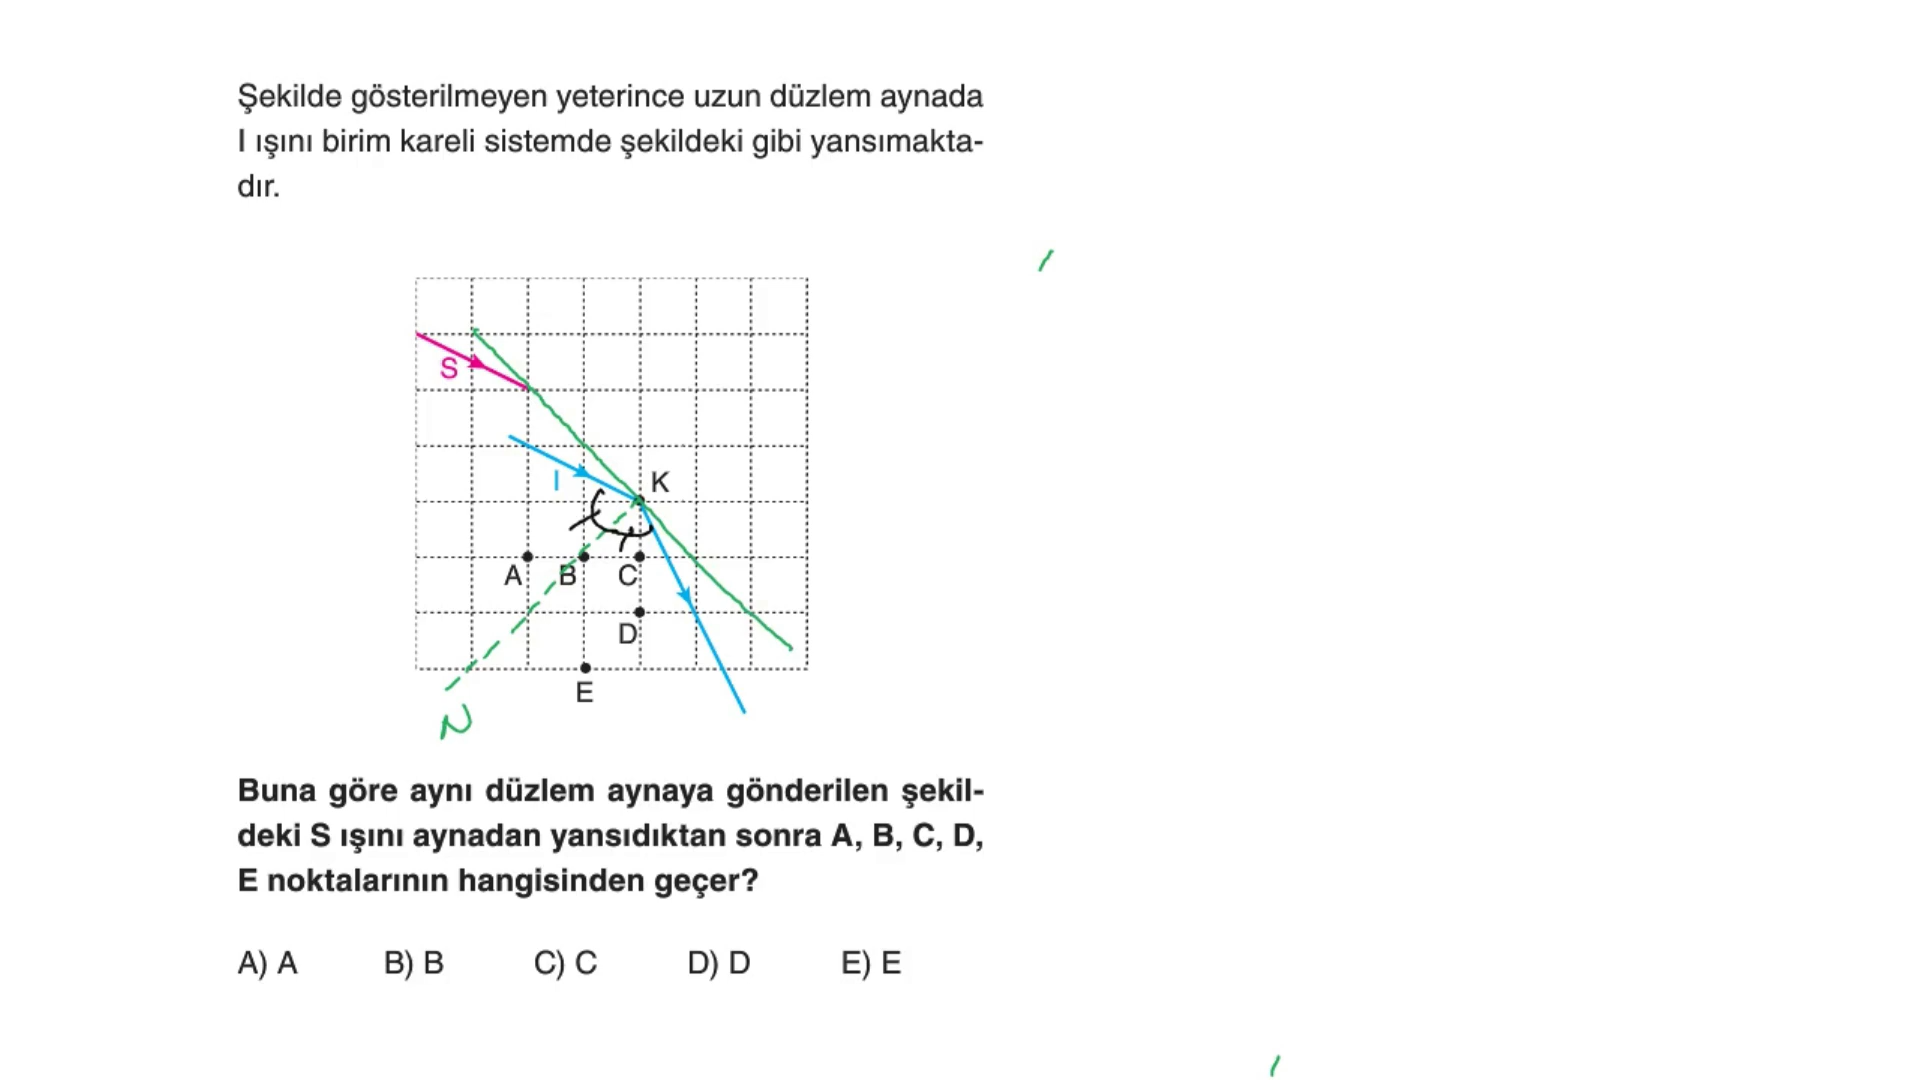 Şekilde gösterilmeyen yeterince uzun düzlem aynada
I ışını birim kareli sistemde şekildeki gibi yansımakta-
dır.
S
I
K
A
B
C
D
E
N
Buna göre aynı düzlem aynaya gönderilen şekil-
deki S ışını aynadan yansıdıktan sonra A, B, C, D,
E noktalarının hangisinden geçer?
A) A B) B C) C D) D E) E